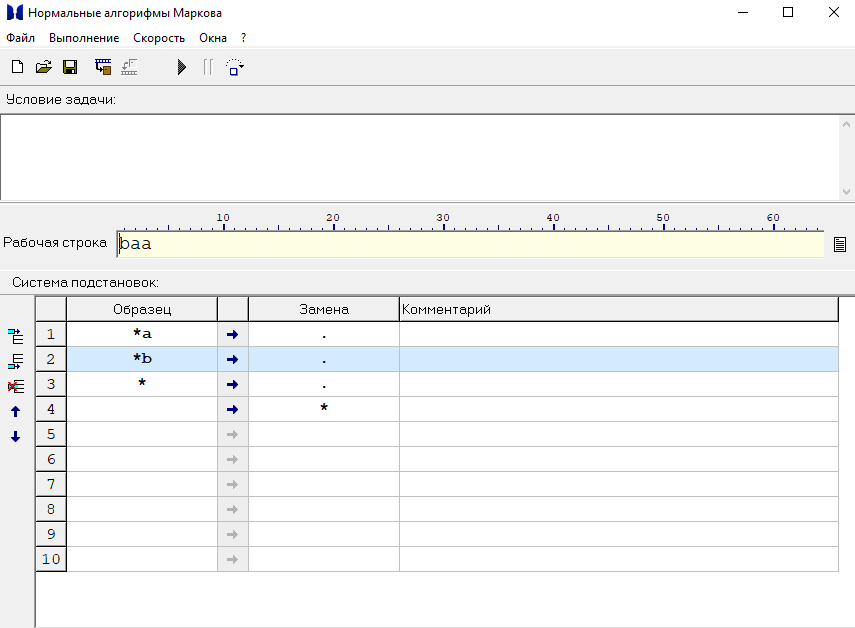 Нормальные алгорифмы Маркова
Файл Выполнение Скорость Окна ?
Условие задачи:
10 20 30 40 50 60
Рабочая строка baa
Система подстановок:
Образец Замена Комментарий
1 *a → .
2 *b → .
3 * → .
4 → *
5 →
6 →
7 →
8 →
9 →
10 →